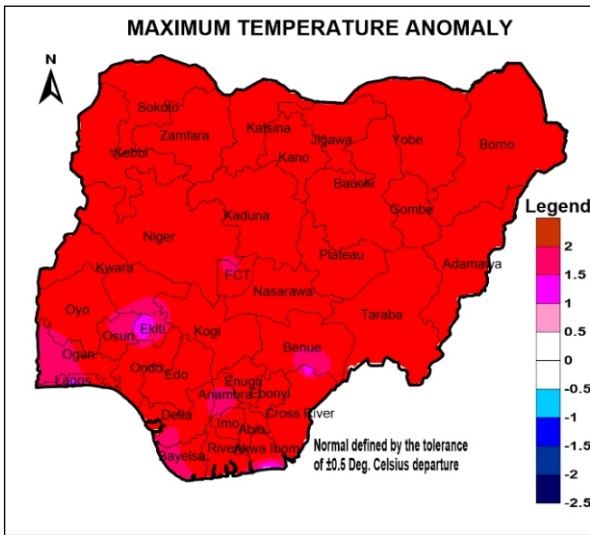 MAXIMUM TEMPERATURE ANOMALY
N
Sokoto
Zamfara
Katsina
Jigawa
Yobe
Borno
Kebbi
Kano
Bauchi
Gombe
Kaduna
Legend
Niger
Plateau
Adamawa
Kwara
FCT
Nasarawa
Taraba
Oyo
Osun
Ekiti
Kogi
Benue
Ogun
Lagos
Ondo
Edo
Enugu
Anambra
Ebonyi
Delta
Imo
Abia
Cross River
Bayelsa
Rivers
Akwa Ibom
Normal defined by the tolerance
of ±0.5 Deg. Celsius departure
2
1.5
1
0.5
0
-0.5
-1
-1.5
-2
-2.5